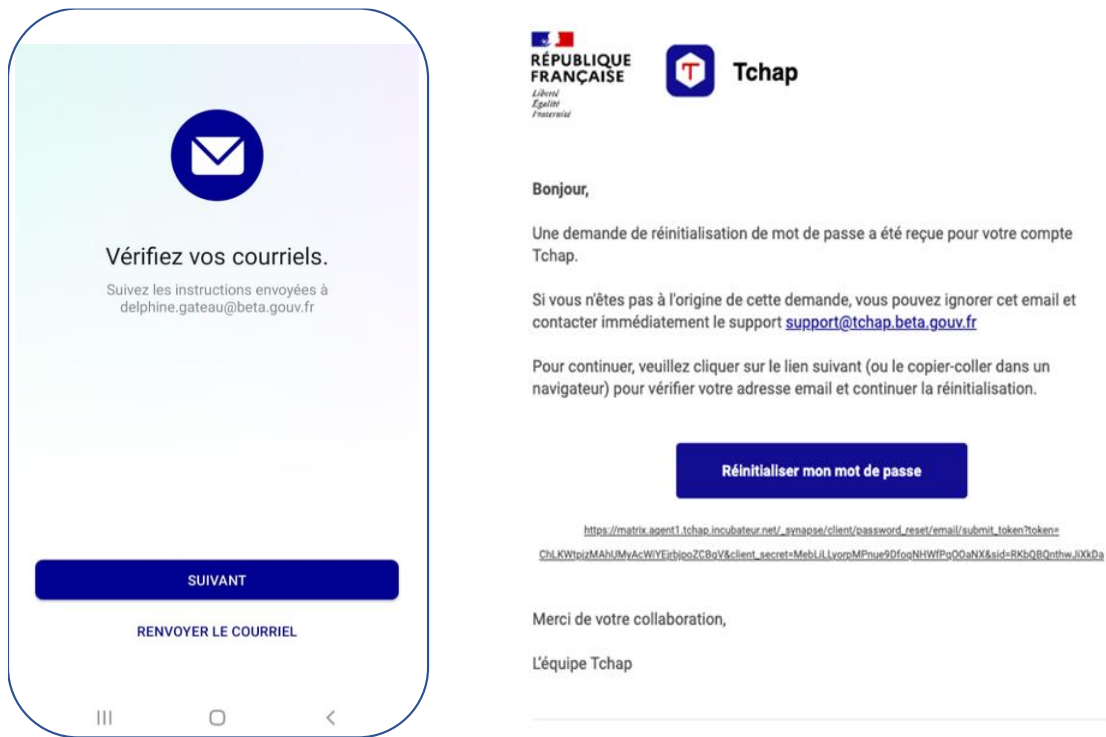 Vérifiez vos courriels.
Suivez les instructions envoyées à
delphine.gateau@beta.gouv.fr
SUIVANT
RENVOYER LE COURRIEL
RÉPUBLIQUE
FRANÇAISE
Liberté
Égalité
Fraternité
T
Tchap
Bonjour,
Une demande de réinitialisation de mot de passe a été reçue pour votre compte
Tchap.
Si vous n'êtes pas à l'origine de cette demande, vous pouvez ignorer cet email et
contacter immédiatement le support support@tchap.beta.gouv.fr
Pour continuer, veuillez cliquer sur le lien suivant (ou le copier-coller dans un
navigateur) pour vérifier votre adresse email et continuer la réinitialisation.
Réinitialiser mon mot de passe
https://matrix.agent1.tchap.incubateur.net/_synapse/client/password_reset/email/submit_token?token=
Merci de votre collaboration,
L'équipe Tchap